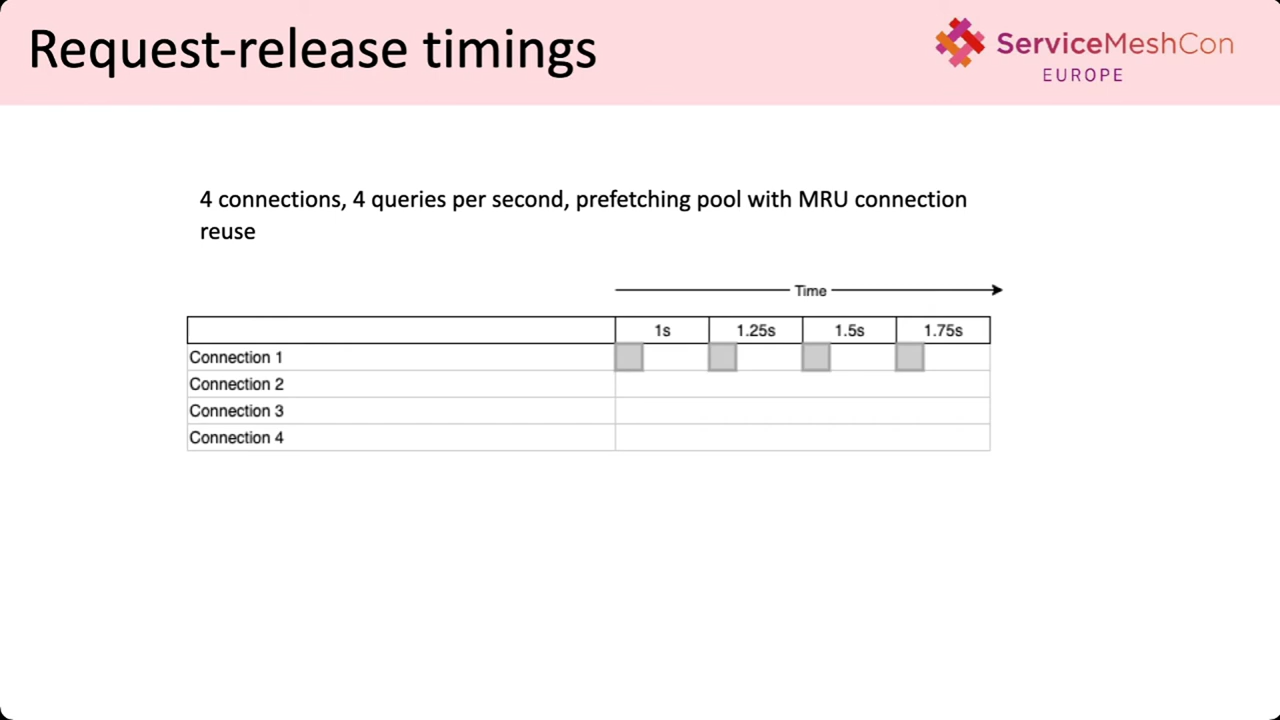 Request-release timings
ServiceMeshCon
EUROPE
4 connections, 4 queries per second, prefetching pool with MRU connection
reuse
Time
1s 1.25s 1.5s 1.75s
Connection 1
Connection 2
Connection 3
Connection 4